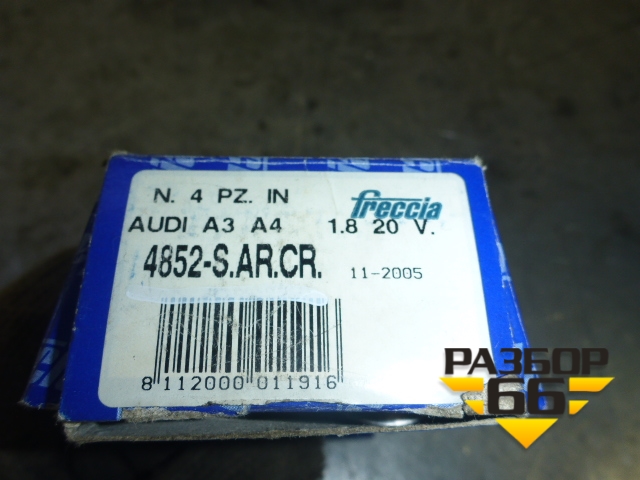 N. 4 PZ. IN
freccia
AUDI A3 A4 1.8 20 V.
4852-S.AR.CR. 11-2005
8 112000 011916
РАЗБОР
66